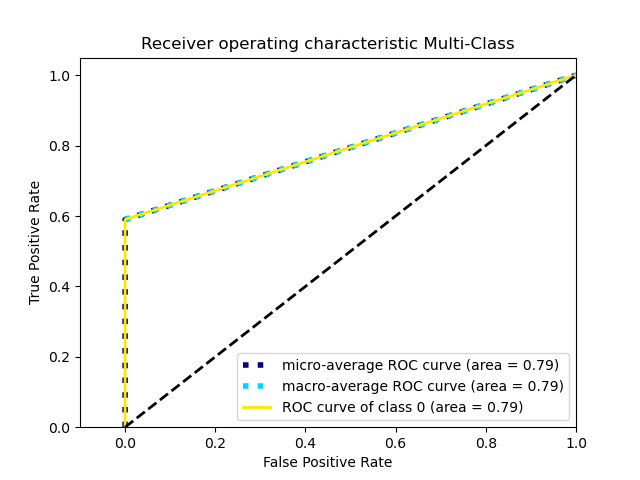 Receiver operating characteristic Multi-Class
1.0
0.8
0.6
0.4
0.2
0.0
True Positive Rate
micro-average ROC curve (area = 0.79)
macro-average ROC curve (area = 0.79)
ROC curve of class 0 (area = 0.79)
0.0 0.2 0.4 0.6 0.8 1.0
False Positive Rate